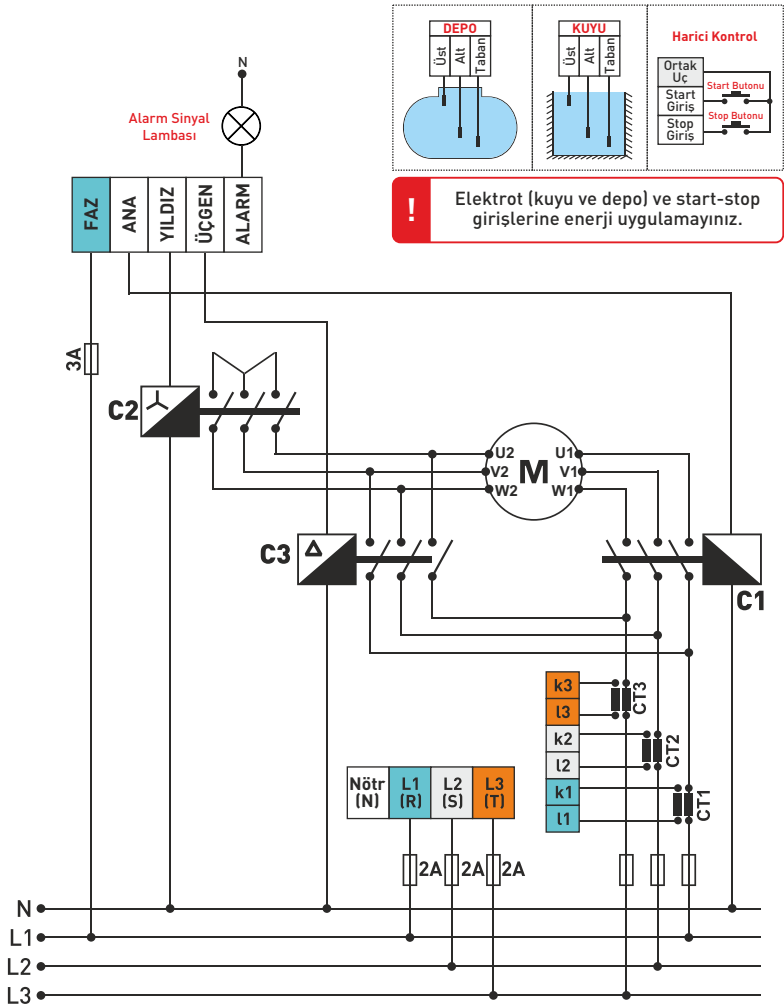 DEPO
Üst
Alt
Taban
KUYU
Üst
Alt
Taban
Harici Kontrol
Ortak
Uç
Start
Giriş
Stop
Giriş
Start Butonu
Stop Butonu
!
Elektrot (kuyu ve depo) ve start-stop
girişlerine enerji uygulamayınız.
N
Alarm Sinyal
Lambası
FAZ
ANA
YILDIZ
ÜÇGEN
ALARM
3A
C2
U2
V2
W2
M
U1
V1
W1
C3
Δ
C1
k3
l3
k2
l2
k1
l1
CT3
CT2
CT1
Nötr
(N)
L1
(R)
L2
(S)
L3
(T)
2A
2A
2A
N
L1
L2
L3